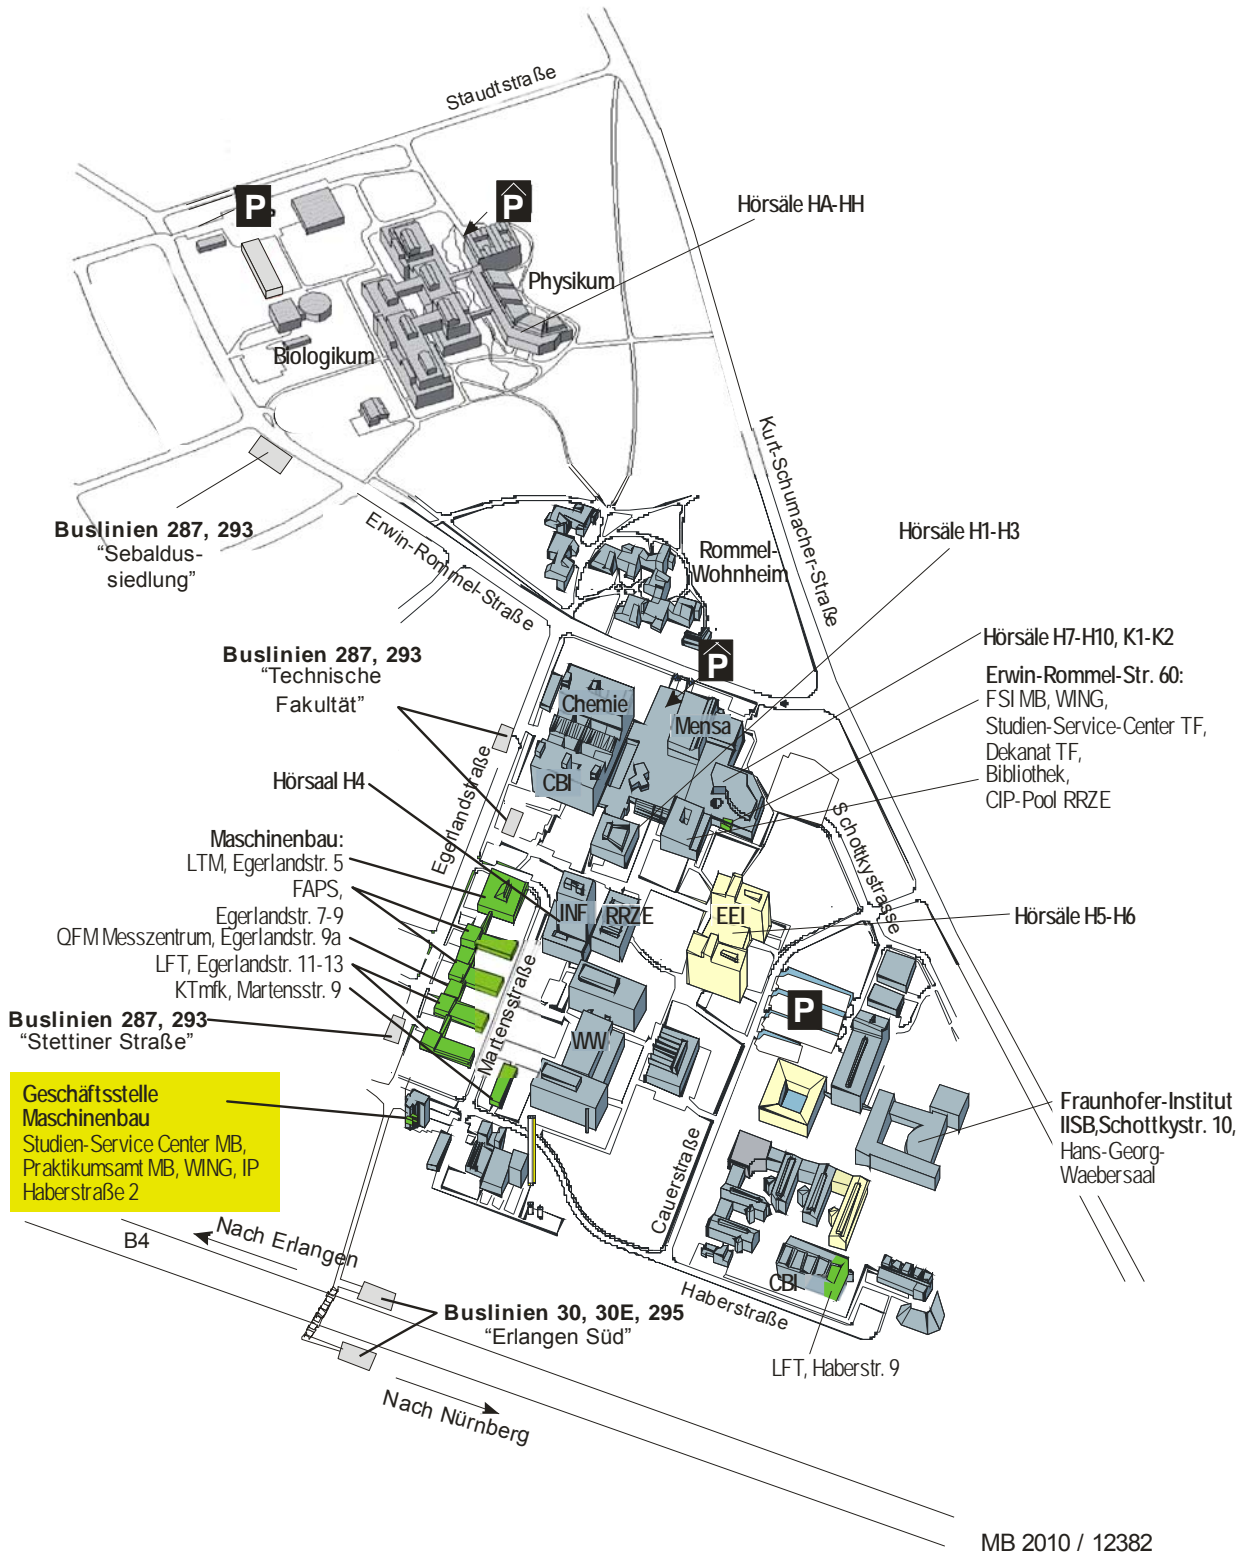 Staudtstraße
P
P
Hörsäle HA-HH
Physikum
Biologikum
Kurt-Schumacher-Straße
Buslinien 287, 293
“Sebaldus-
siedlung”
Erwin-Rommel-Straße
Rommel-
Wohnheim
Hörsäle H1-H3
Hörsäle H7-H10, K1-K2
Buslinien 287, 293
“Technische
Fakultät”
P
Erwin-Rommel-Str. 60:
FSI MB, WING,
Studien-Service-Center TF,
Dekanat TF,
Bibliothek,
CIP-Pool RRZE
Chemie
Mensa
CBI
Hörsaal H4
Egerlandstraße
Schottkystrasse
Maschinenbau:
LTM, Egerlandstr. 5
FAPS,
Egerlandstr. 7-9
QFM Messzentrum, Egerlandstr. 9a
LFT, Egerlandstr. 11-13
KTmfk, Martensstr. 9
INF
RRZE
EEI
Hörsäle H5-H6
Martensstraße
P
Buslinien 287, 293
“Stettiner Straße”
WW
Geschäftsstelle
Maschinenbau
Studien-Service Center MB,
Praktikumsamt MB, WING, IP
Haberstraße 2
Fraunhofer-Institut
IISB,Schottkystr. 10,
Hans-Georg-
Waebersaal
Cauerstraße
B4
Nach Erlangen
CBI
Haberstraße
Buslinien 30, 30E, 295
“Erlangen Süd”
LFT, Haberstr. 9
Nach Nürnberg
MB 2010 / 12382